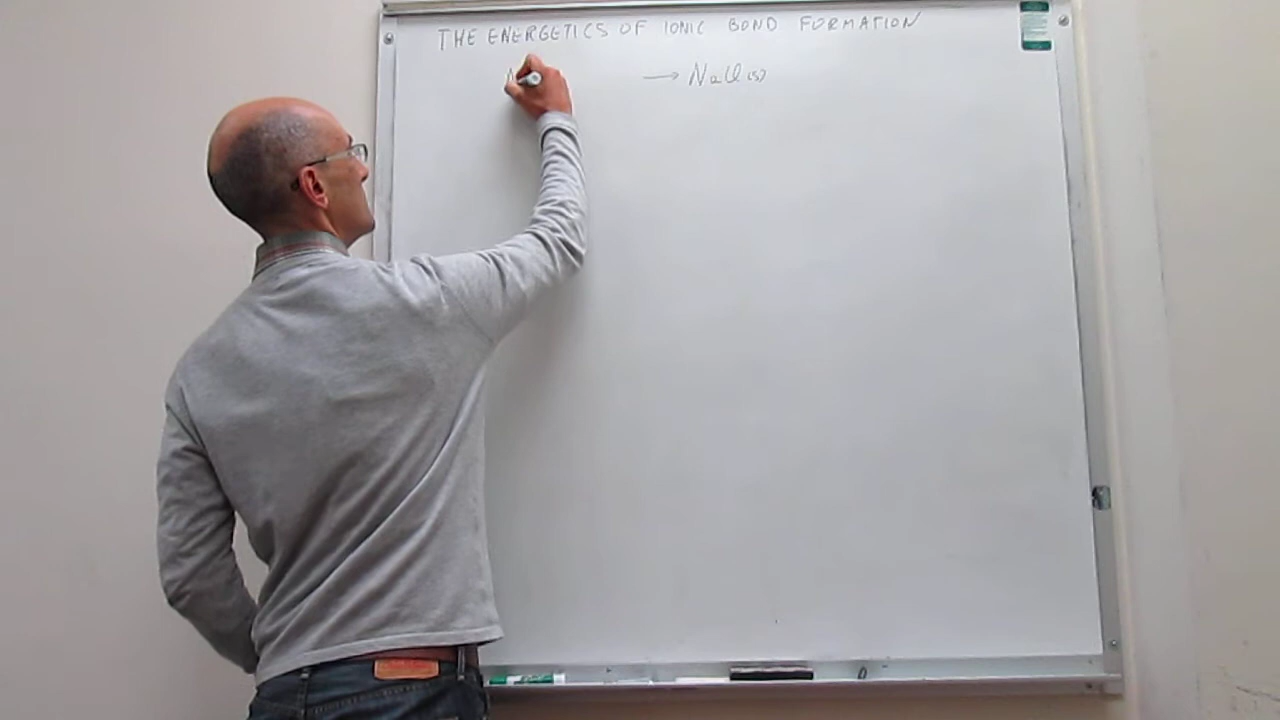 THE ENERGETICS OF IONIC BOND FORMATION
→ NaCl (s)